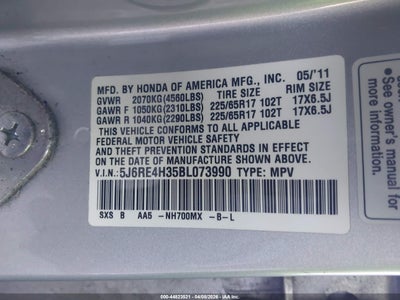 MFD. BY HONDA OF AMERICA MFG., INC. 05/'11
GVWR 2070KG(4560LBS) TIRE SIZE RIM SIZE
GAWR F 1050KG(2310LBS) 225/65R17 102T 17X6.5J
GAWR R 1040KG(2290LBS) 225/65R17 102T 17X6.5J
THIS VEHICLE CONFORMS TO ALL APPLICABLE
FEDERAL MOTOR VEHICLE SAFETY
AND THEFT PREVENTION STANDARDS IN EFFECT
ON THE DATE OF MANUFACTURE SHOWN ABOVE.
V.I.N.: 5J6RE4H35BL073990 TYPE: MPV
SXS B AA5 -NH700MX -B-L
•See owner's
© IAA
000-44823531 - 04/08/2026 -